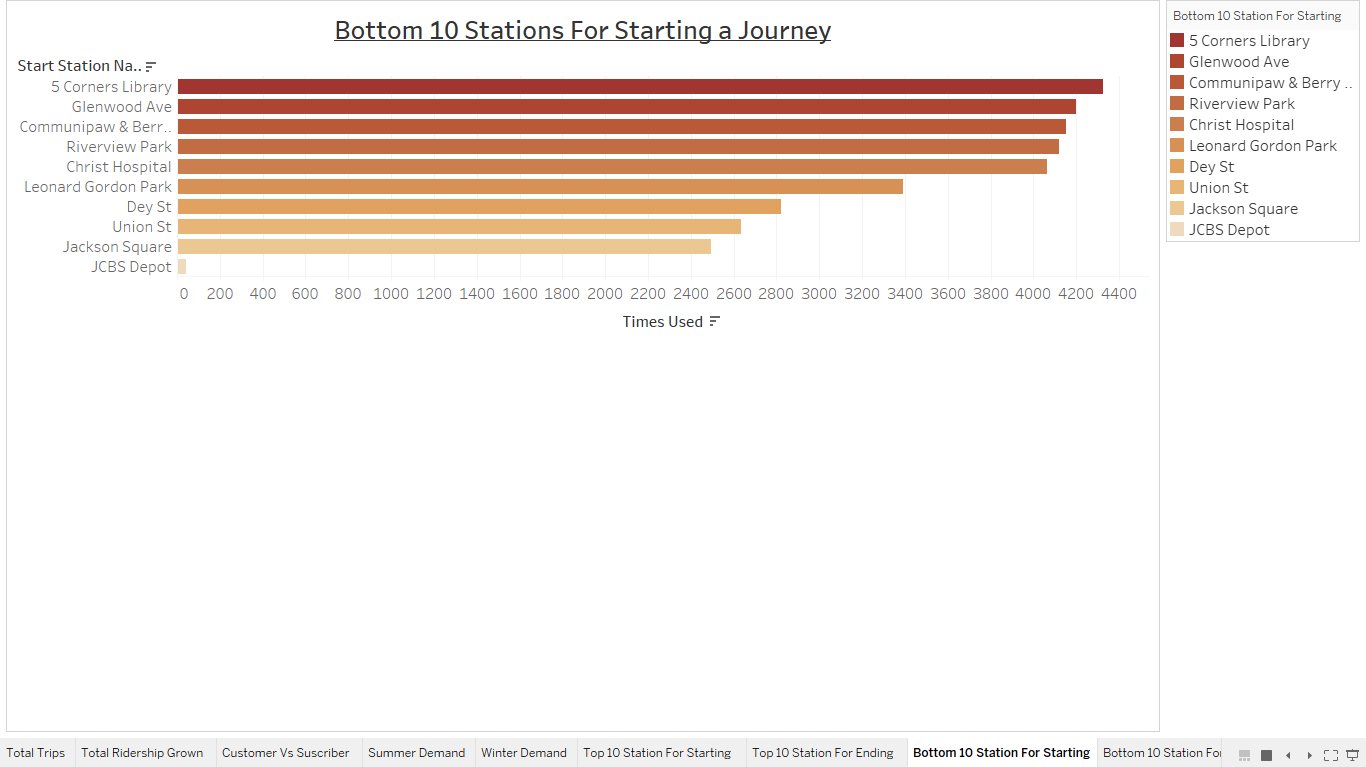 Bottom 10 Stations For Starting a Journey
Start Station Na..
5 Corners Library
Glenwood Ave
Communipaw & Berr..
Riverview Park
Christ Hospital
Leonard Gordon Park
Dey St
Union St
Jackson Square
JCBS Depot
0 200 400 600 800 1000 1200 1400 1600 1800 2000 2200 2400 2600 2800 3000 3200 3400 3600 3800 4000 4200 4400
Times Used
Bottom 10 Station For Starting
5 Corners Library
Glenwood Ave
Communipaw & Berry ..
Riverview Park
Christ Hospital
Leonard Gordon Park
Dey St
Union St
Jackson Square
JCBS Depot
Total Trips Total Ridership Grown Customer Vs Suscriber Summer Demand Winter Demand Top 10 Station For Starting Top 10 Station For Ending Bottom 10 Station For Starting Bottom 10 Station For